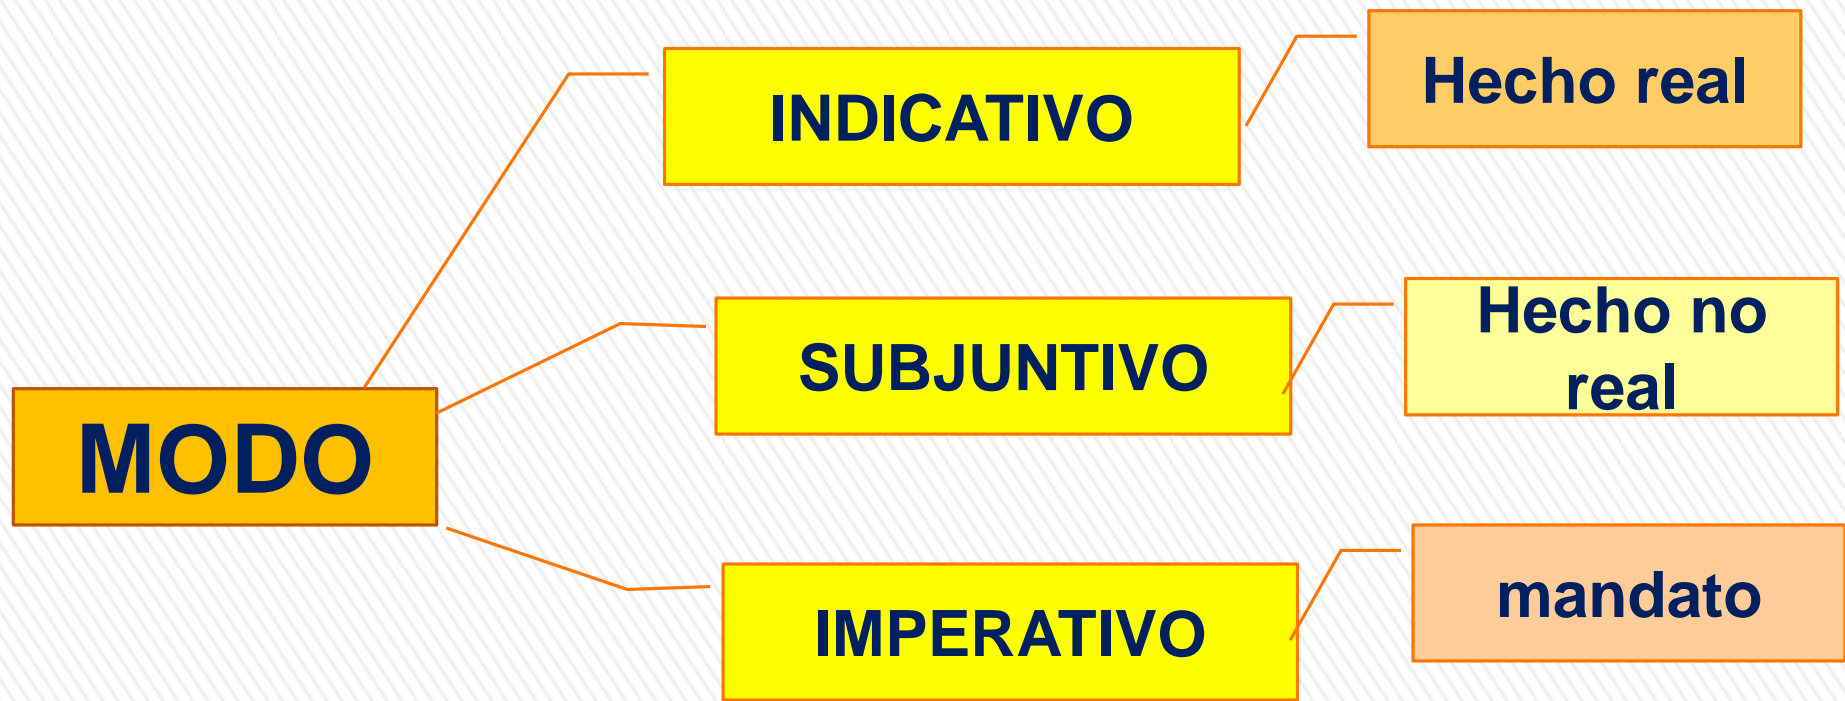 MODO
INDICATIVO
Hecho real
SUBJUNTIVO
Hecho no
real
IMPERATIVO
mandato